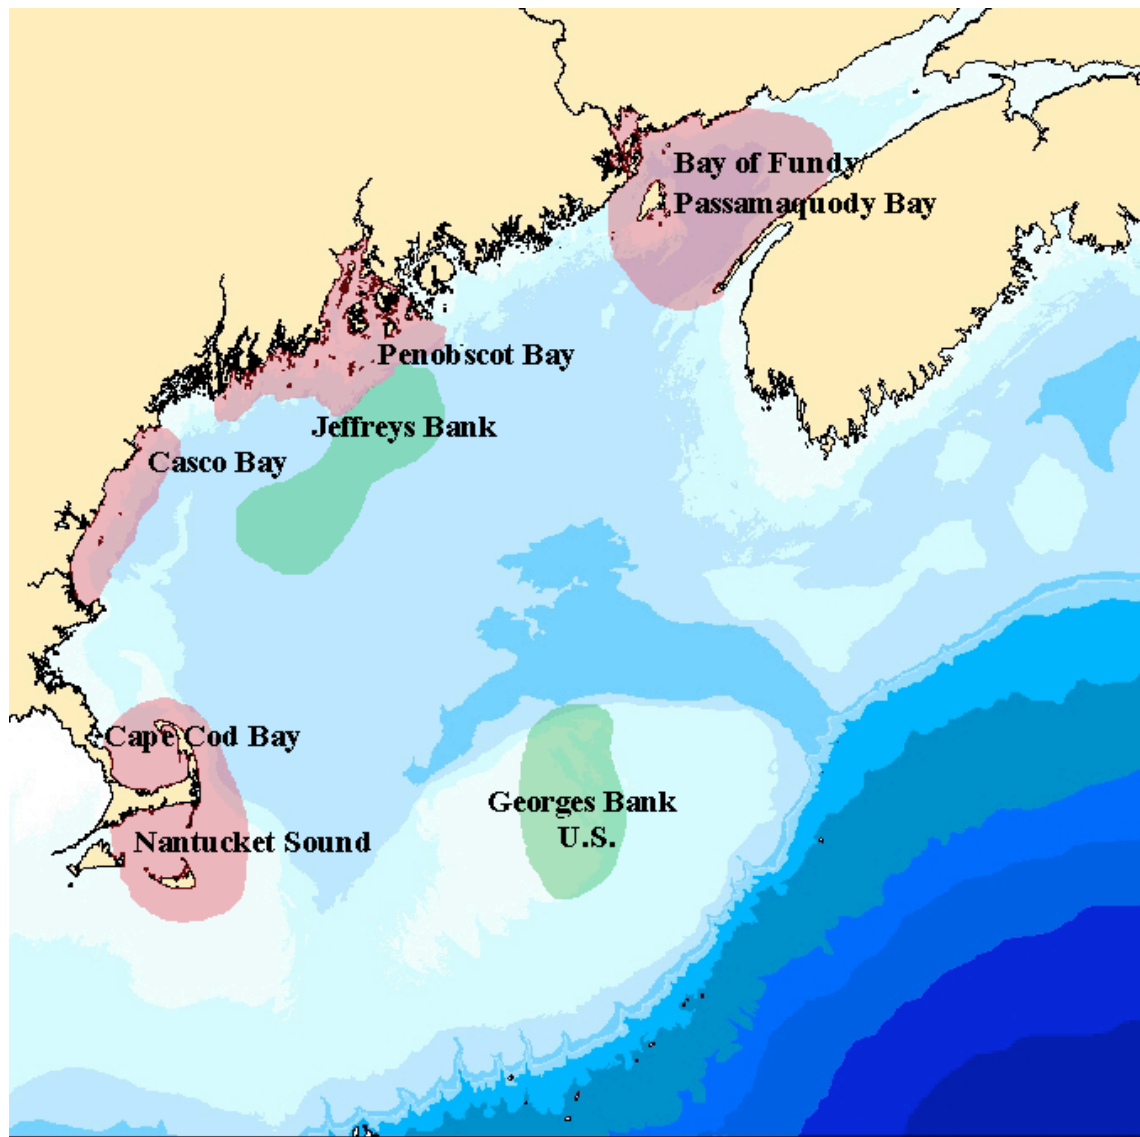 Bay of Fundy
Passamaquody Bay
Penobscot Bay
Jeffreys Bank
Casco Bay
Cape Cod Bay
Georges Bank
U.S.
Nantucket Sound